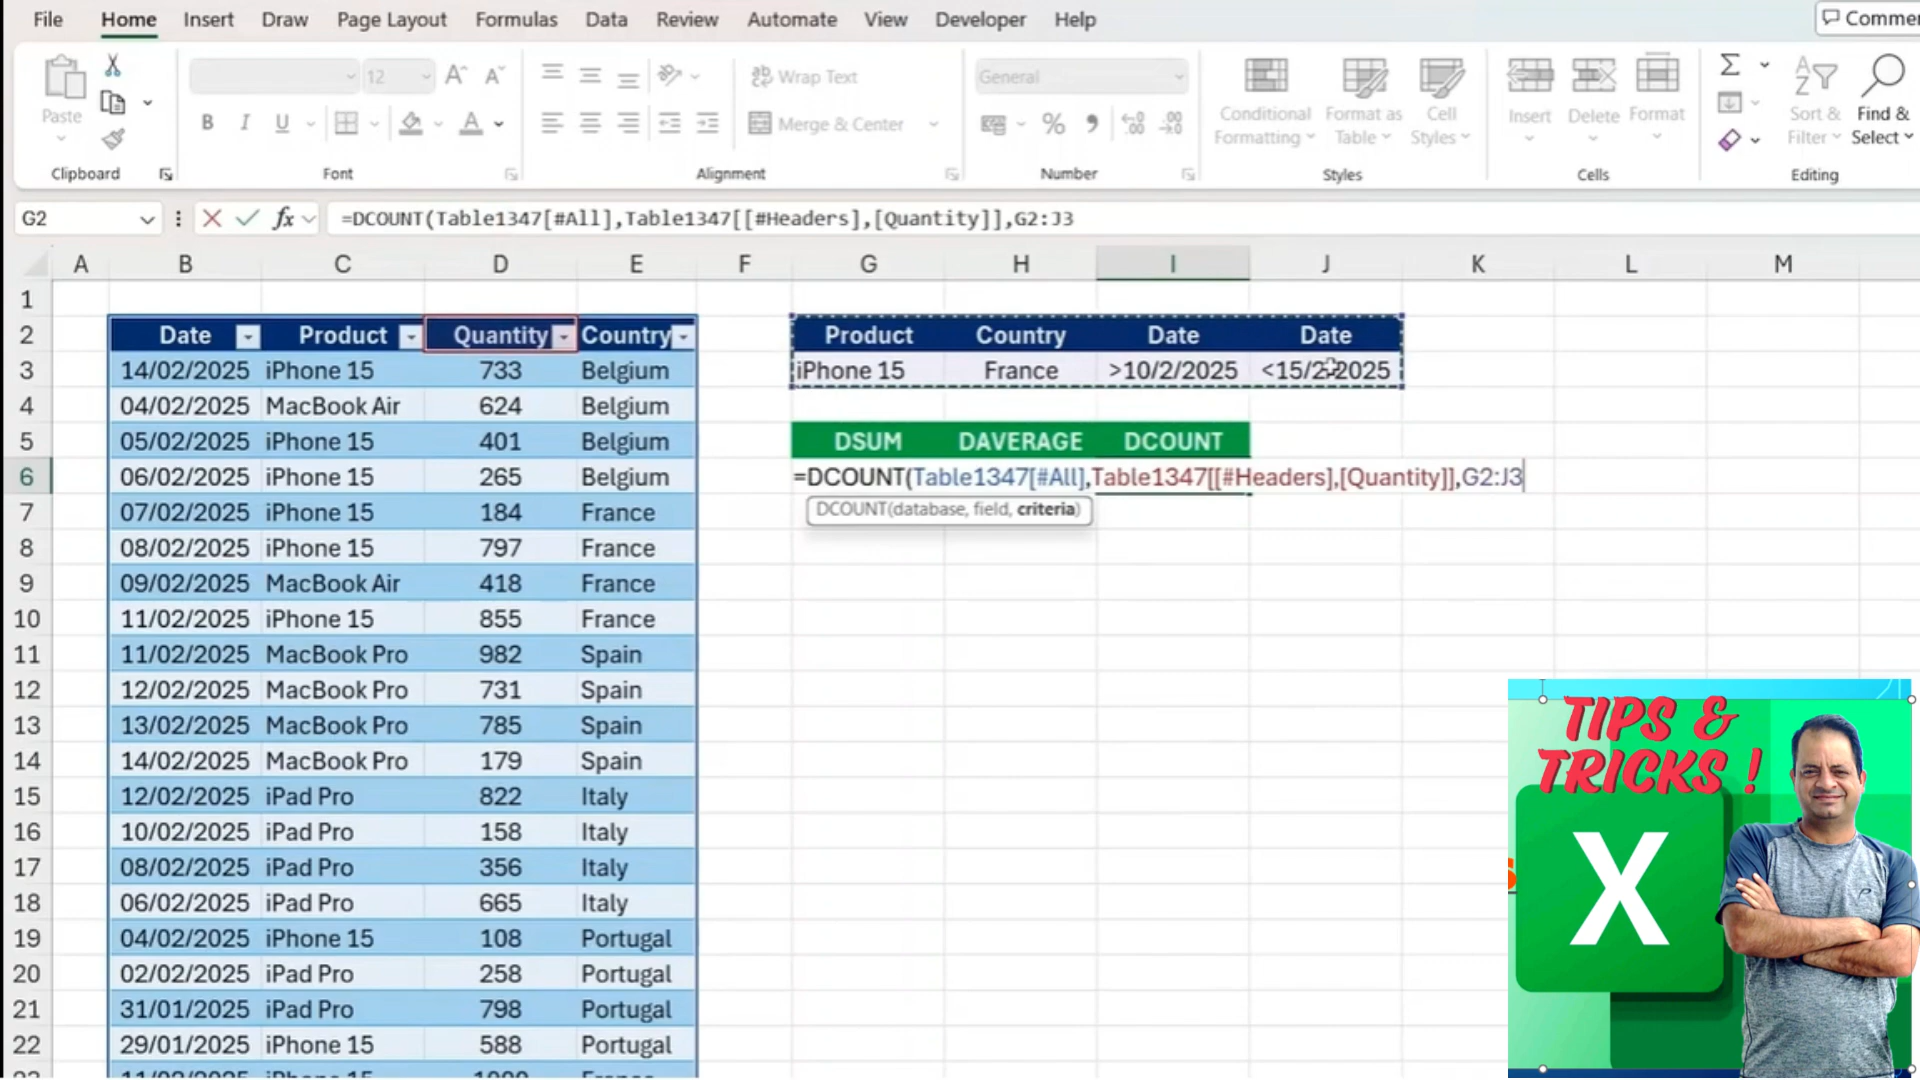 File Home Insert Draw Page Layout Formulas Data Review Automate View Developer Help
Paste
12
Wrap Text
Merge & Center
General
Conditional Formatting
Format as Table
Cell Styles
Insert
Delete
Format
Sort & Filter
Find & Select
Clipboard Font Alignment Number Styles Cells Editing
G2 fx =DCOUNT(Table1347[#All],Table1347[[#Headers],[Quantity]],G2:J3
A B C D E F G H I J K L M
1
2 Date Product Quantity Country Product Country Date Date
3 14/02/2025 iPhone 15 733 Belgium iPhone 15 France >10/2/2025 <15/2/2025
4 04/02/2025 MacBook Air 624 Belgium
5 05/02/2025 iPhone 15 401 Belgium DSUM DAVERAGE DCOUNT
6 06/02/2025 iPhone 15 265 Belgium =DCOUNT(Table1347[#All],Table1347[[#Headers],[Quantity]],G2:J3
DCOUNT(database, field, criteria)
7 07/02/2025 iPhone 15 184 France
8 08/02/2025 iPhone 15 797 France
9 09/02/2025 MacBook Air 418 France
10 11/02/2025 iPhone 15 855 France
11 11/02/2025 MacBook Pro 982 Spain
12 12/02/2025 MacBook Pro 731 Spain
13 13/02/2025 MacBook Pro 785 Spain
14 14/02/2025 MacBook Pro 179 Spain
15 12/02/2025 iPad Pro 822 Italy
16 10/02/2025 iPad Pro 158 Italy
17 08/02/2025 iPad Pro 356 Italy
18 06/02/2025 iPad Pro 665 Italy
19 04/02/2025 iPhone 15 108 Portugal
20 02/02/2025 iPad Pro 258 Portugal
21 31/01/2025 iPad Pro 798 Portugal
22 29/01/2025 iPhone 15 588 Portugal
TIPS &
TRICKS !
X